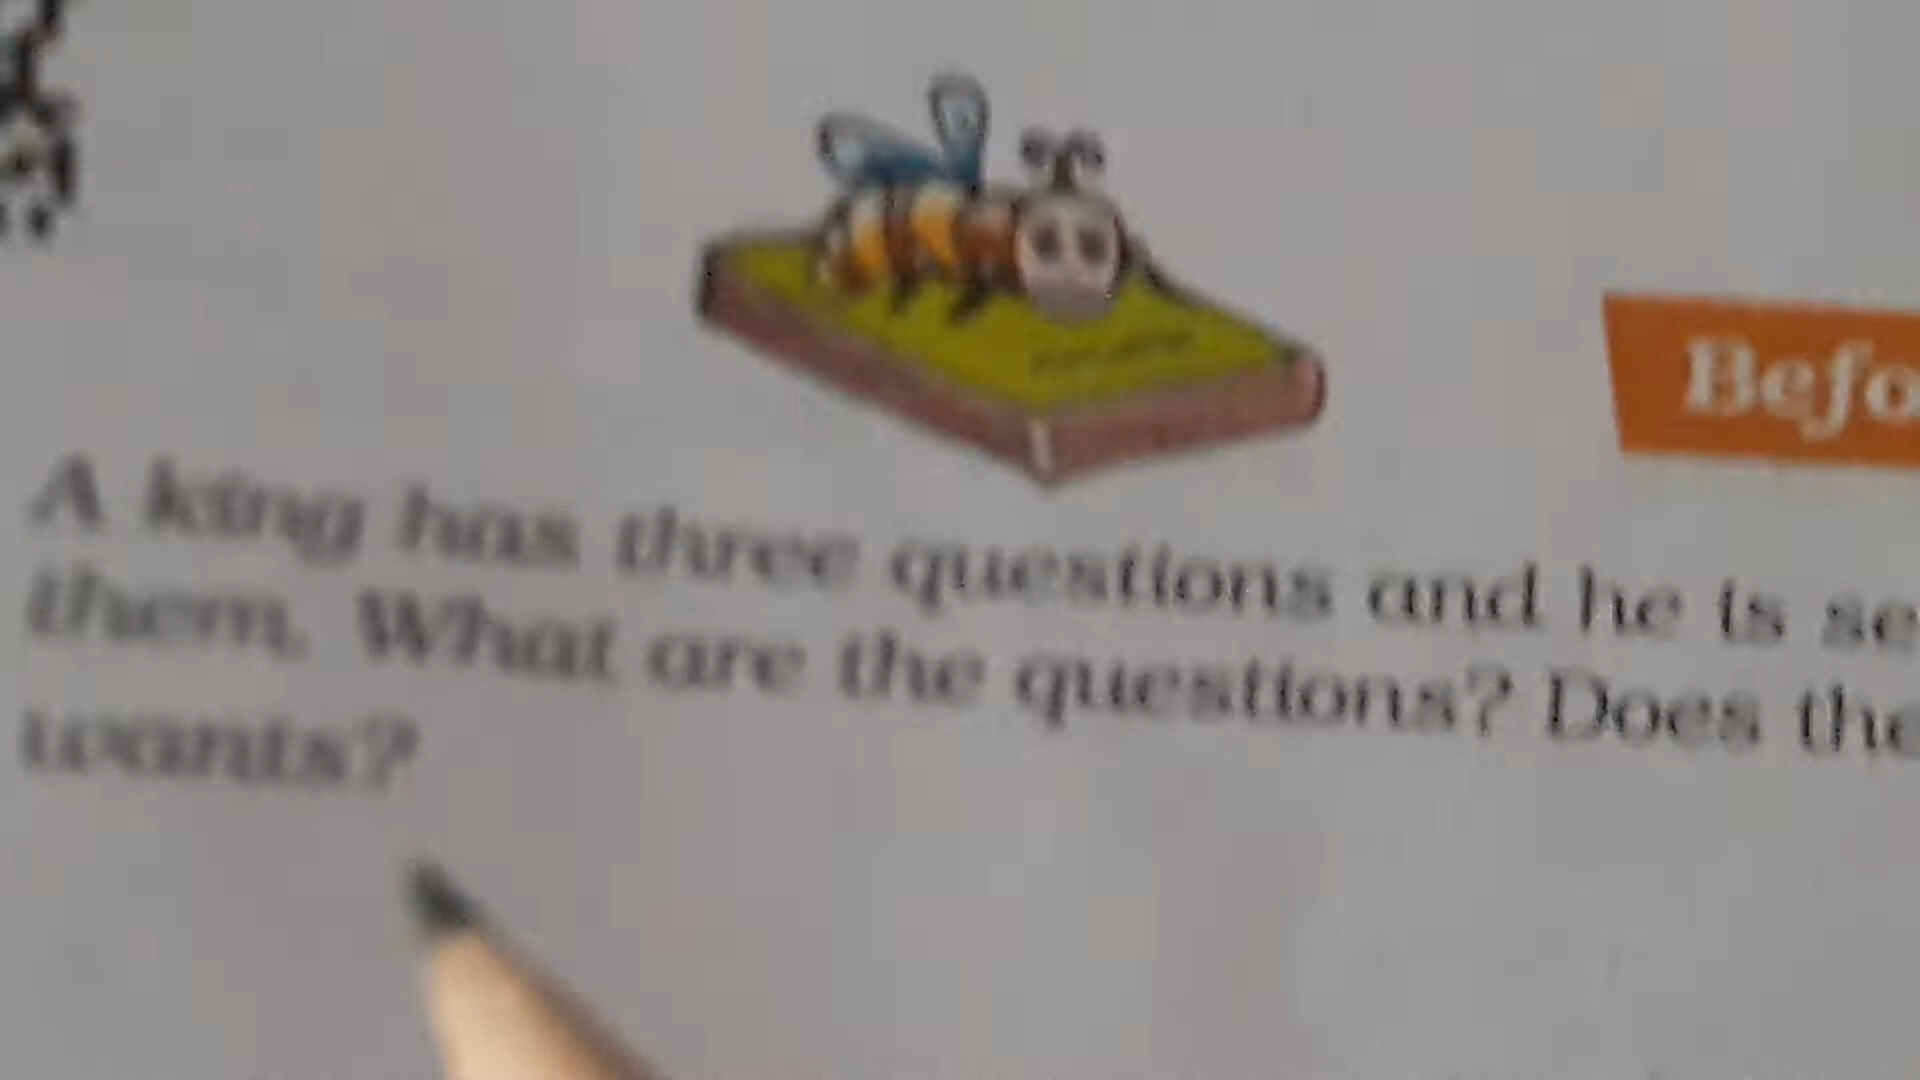 Befo
A king has three questions and he is se
them. What are the questions? Does the
wants?